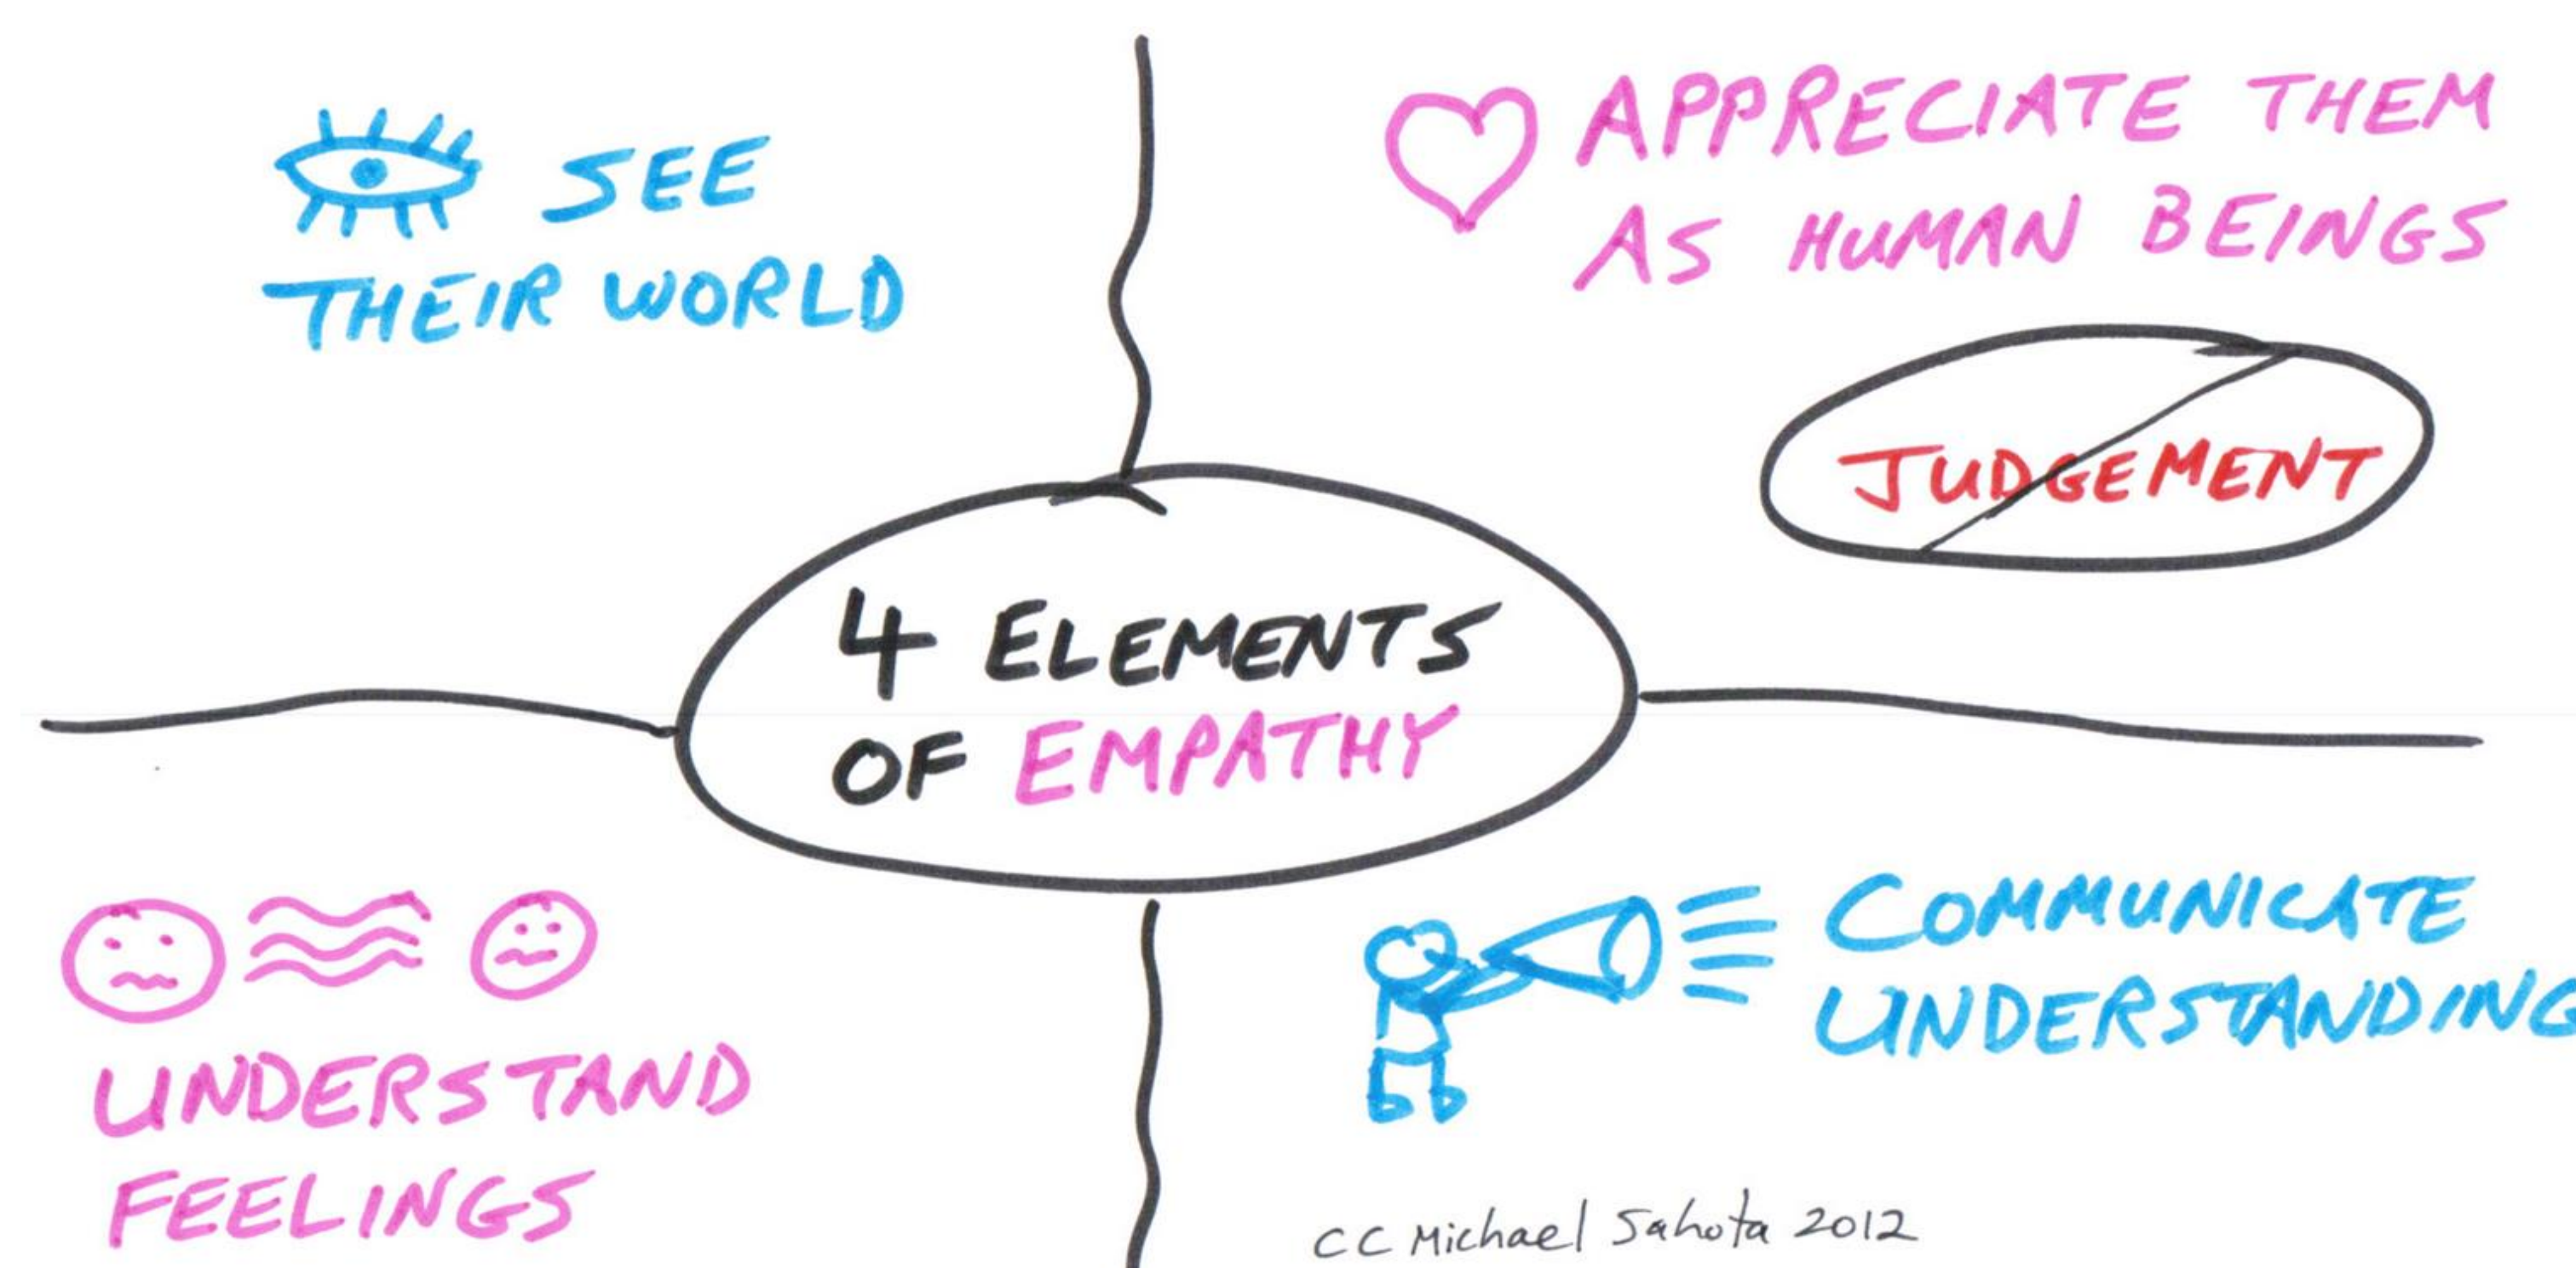 SEE
THEIR WORLD
APPRECIATE THEM
AS HUMAN BEINGS
JUDGEMENT
4 ELEMENTS
OF EMPATHY
UNDERSTAND
FEELINGS
COMMUNICATE
UNDERSTANDING
CC Michael Sahota 2012